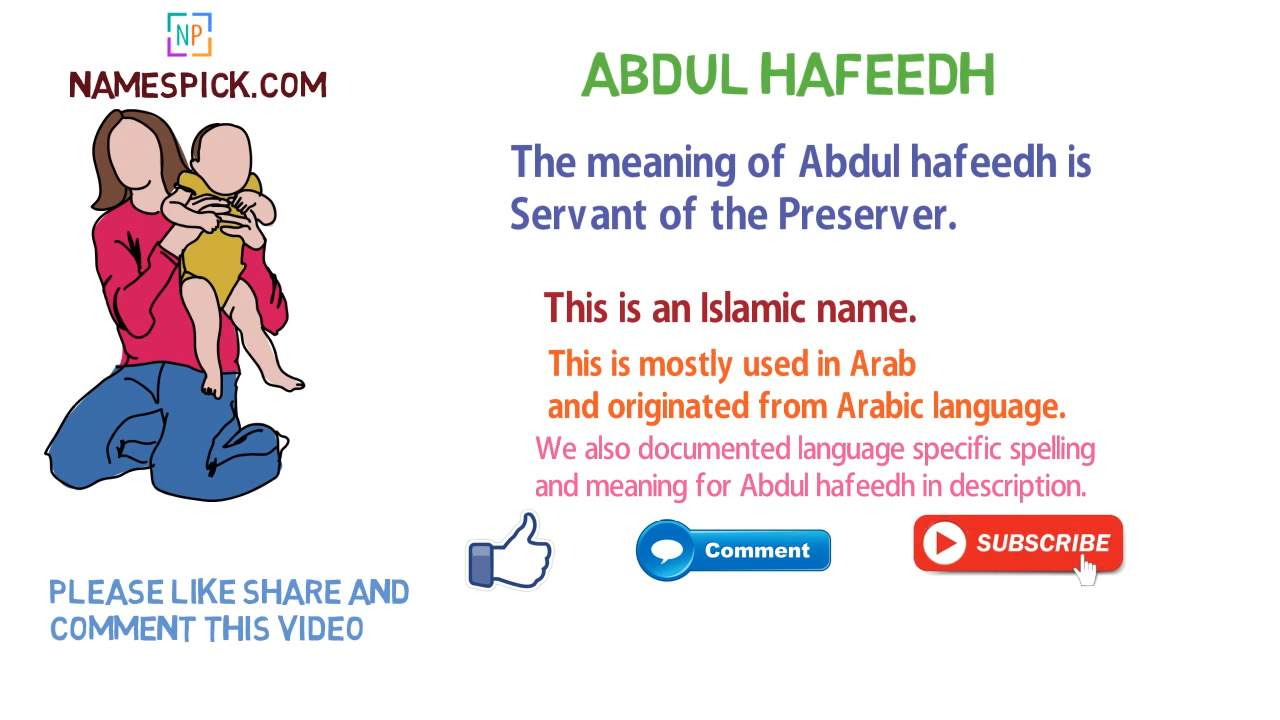 NP
NAMESPICK.COM
ABDUL HAFEEDH
The meaning of Abdul hafeedh is
Servant of the Preserver.
This is an Islamic name.
This is mostly used in Arab
and originated from Arabic language.
We also documented language specific spelling
and meaning for Abdul hafeedh in description.
Comment
SUBSCRIBE
PLEASE LIKE SHARE AND
COMMENT THIS VIDEO